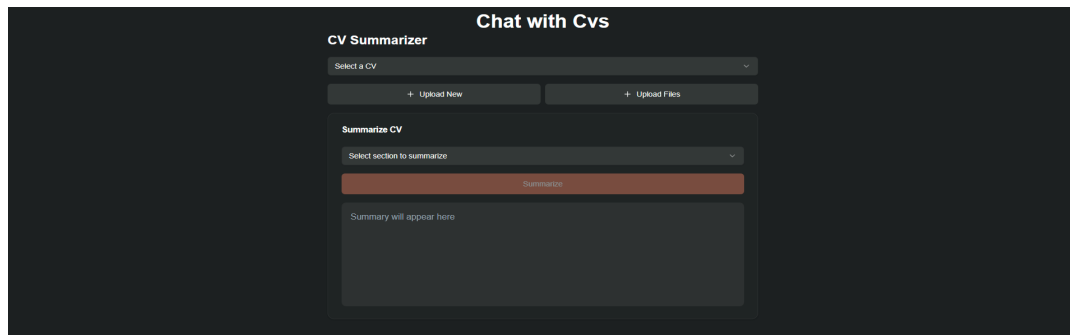 Chat with Cvs
CV Summarizer
Select a CV
+ Upload New
+ Upload Files
Summarize CV
Select section to summarize
Summarize
Summary will appear here